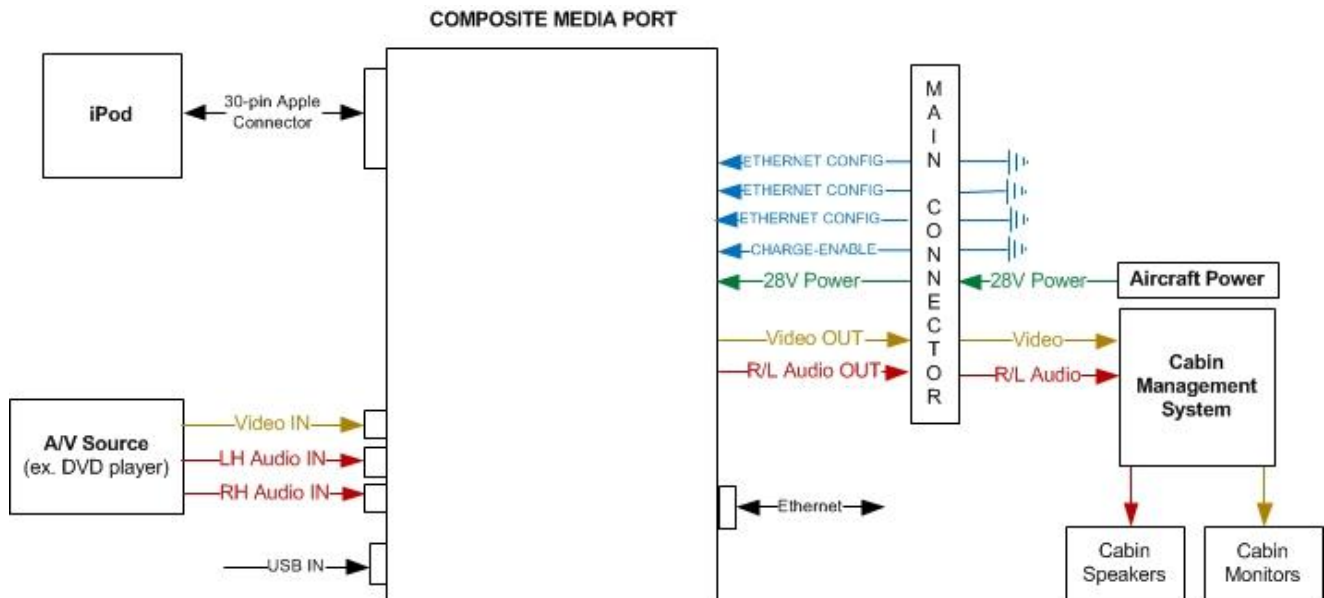 COMPOSITE MEDIA PORT
iPod
30-pin Apple
Connector
MAIN CONNECTOR
ETHERNET CONFIG
ETHERNET CONFIG
ETHERNET CONFIG
CHARGE-ENABLE
28V Power
28V Power
Aircraft Power
Video OUT
Video
R/L Audio OUT
R/L Audio
Cabin
Management
System
A/V Source
(ex. DVD player)
Video IN
LH Audio IN
RH Audio IN
USB IN
Ethernet
Cabin
Speakers
Cabin
Monitors